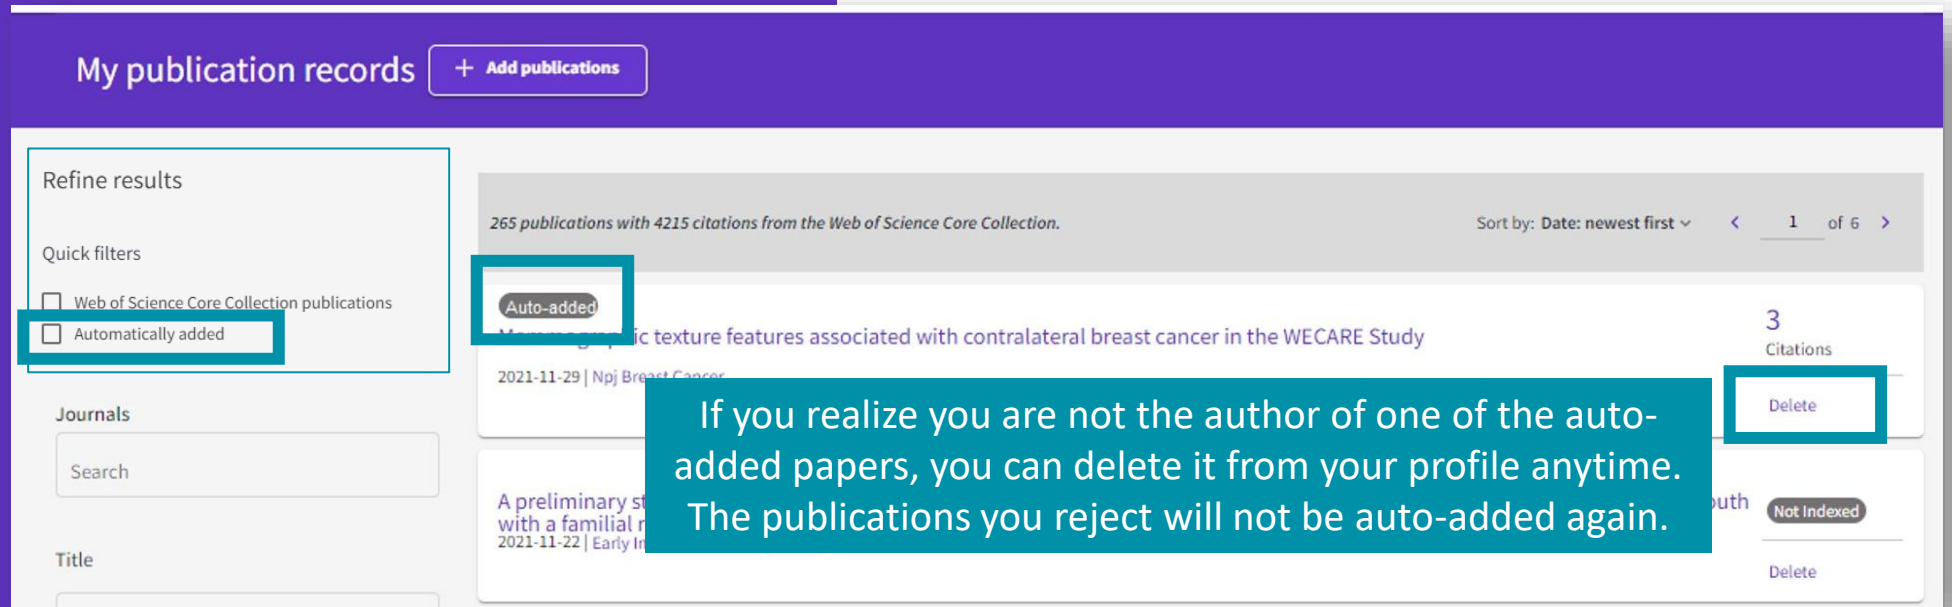 My publication records
+ Add publications
Refine results
Quick filters
Web of Science Core Collection publications
Automatically added
Journals
Search
Title
265 publications with 4215 citations from the Web of Science Core Collection.
Sort by: Date: newest first
1 of 6
Auto-added
texture features associated with contralateral breast cancer in the WECARE Study
2021-11-29 | Npj Breast Cancer
3
Citations
Delete
If you realize you are not the author of one of the auto-
added papers, you can delete it from your profile anytime.
The publications you reject will not be auto-added again.
A preliminary
with a familial
2021-11-22 | Early
Not Indexed
Delete